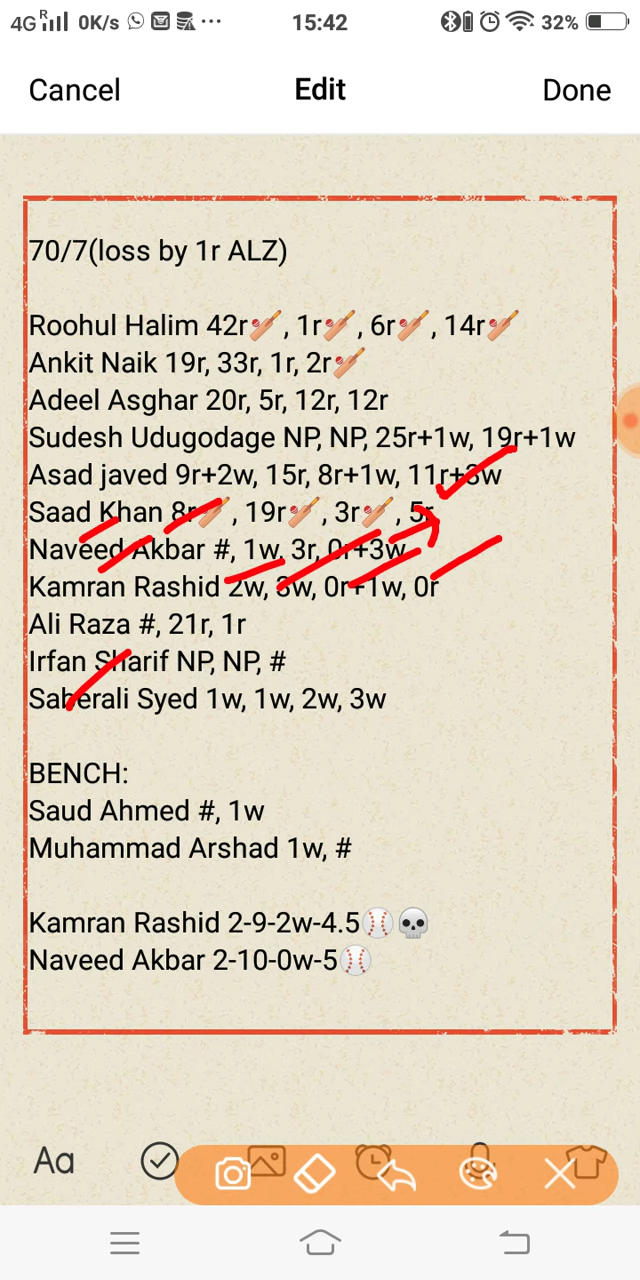 4G R 0K/s ... 15:42 32%
Cancel Edit Done
70/7(loss by 1r ALZ)
Roohul Halim 42r🏏, 1r🏏, 6r🏏, 14r🏏
Ankit Naik 19r, 33r, 1r, 2r🏏
Adeel Asghar 20r, 5r, 12r, 12r
Sudesh Udugodage NP, NP, 25r+1w, 19r+1w
Asad javed 9r+2w, 15r, 8r+1w, 11r+3w
Saad Khan 8r🏏, 19r🏏, 3r🏏, 5r
Naveed Akbar #, 1w, 3r, 0r+3w
Kamran Rashid 2w, 3w, 0r+1w, 0r
Ali Raza #, 21r, 1r
Irfan Sharif NP, NP, #
Saberali Syed 1w, 1w, 2w, 3w
BENCH:
Saud Ahmed #, 1w
Muhammad Arshad 1w, #
Kamran Rashid 2-9-2w-4.5⚾💀
Naveed Akbar 2-10-0w-5⚾
Aa